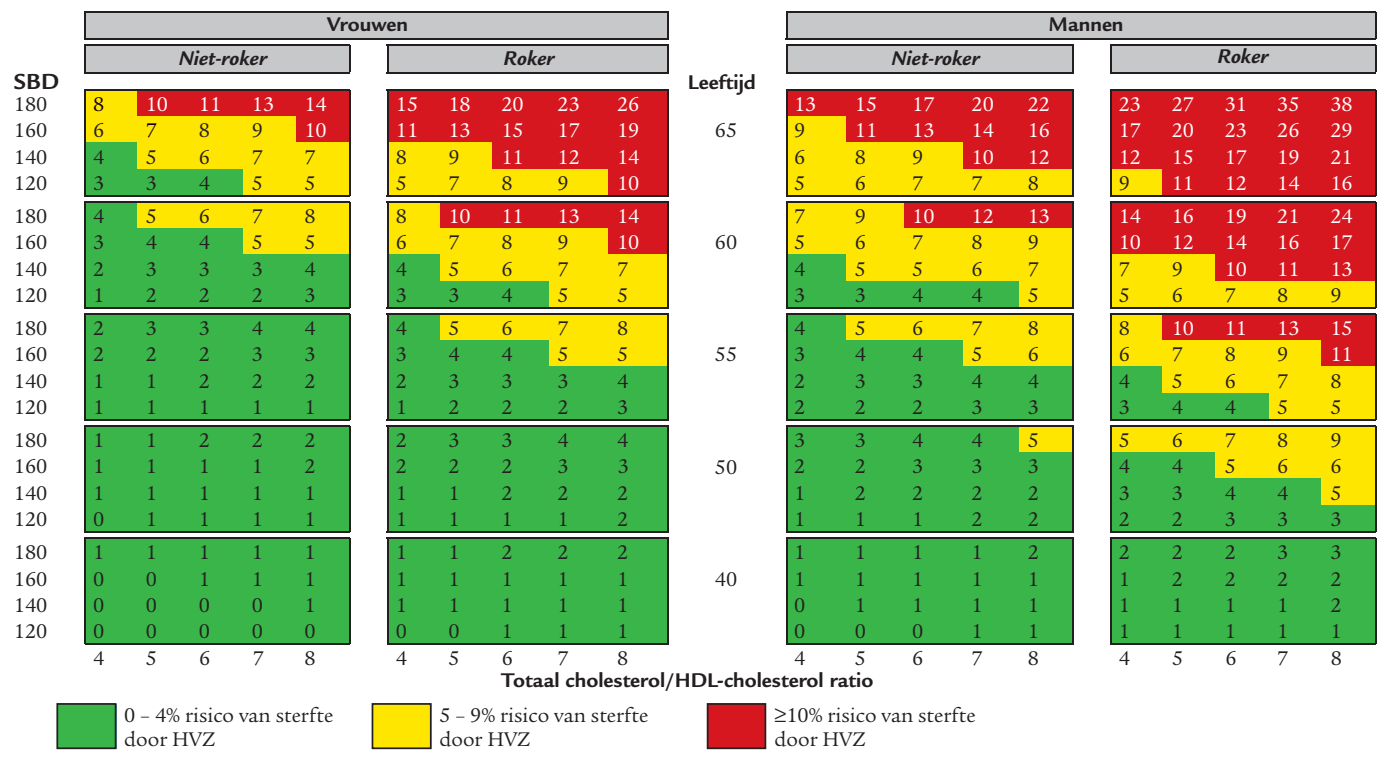 Vrouwen Mannen
Niet-roker Roker Niet-roker Roker
SBD Leeftijd
180 8 10 11 13 14 15 18 20 23 26 13 15 17 20 22 23 27 31 35 38
160 6 7 8 9 10 11 13 15 17 19 65 9 11 13 14 16 17 20 23 26 29
140 4 5 6 7 7 8 9 11 12 14 6 8 9 10 12 12 15 17 19 21
120 3 3 4 5 5 5 7 8 9 10 5 6 7 7 8 9 11 12 14 16
180 4 5 6 7 8 8 10 11 13 14 7 9 10 12 13 14 16 19 21 24
160 3 4 4 5 5 6 7 8 9 10 60 5 6 7 8 9 10 12 14 16 17
140 2 3 3 3 4 4 5 6 7 7 4 5 5 6 7 7 9 10 11 13
120 1 2 2 2 3 3 3 4 5 5 3 3 4 4 5 5 6 7 8 9
180 2 3 3 4 4 4 5 6 7 8 4 5 6 7 8 8 10 11 13 15
160 2 2 2 3 3 3 4 4 5 5 55 3 4 4 5 6 6 7 8 9 11
140 1 1 2 2 2 2 3 3 3 4 2 3 3 4 4 4 5 6 7 8
120 1 1 1 1 1 1 2 2 2 3 2 2 2 3 3 3 4 4 5 5
180 1 1 2 2 2 2 3 3 4 4 3 3 4 4 5 5 6 7 8 9
160 1 1 1 1 2 2 2 2 3 3 50 2 2 3 3 3 4 4 5 6 6
140 1 1 1 1 1 1 1 2 2 2 1 2 2 2 2 3 3 4 4 5
120 0 1 1 1 1 1 1 1 1 2 1 1 1 2 2 2 2 3 3 3
180 1 1 1 1 1 1 1 2 2 2 1 1 1 1 2 2 2 2 3 3
160 0 0 1 1 1 1 1 1 1 1 40 1 1 1 1 1 1 2 2 2 2
140 0 0 0 0 1 1 1 1 1 1 0 1 1 1 1 1 1 1 1 2
120 0 0 0 0 0 0 0 1 1 1 0 0 0 1 1 1 1 1 1 1
4 5 6 7 8 4 5 6 7 8 4 5 6 7 8 4 5 6 7 8
Totaal cholesterol/HDL-cholesterol ratio
0 – 4% risico van sterfte
door HVZ
5 – 9% risico van sterfte
door HVZ
≥10% risico van sterfte
door HVZ